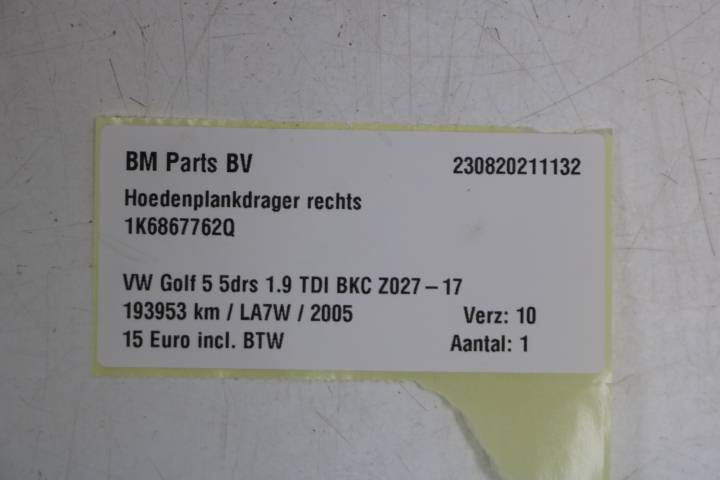 BM Parts BV 230820211132
Hoedenplankdrager rechts
1K6867762Q
VW Golf 5 5drs 1.9 TDI BKC Z027-17
193953 km / LA7W / 2005 Verz: 10
15 Euro incl. BTW Aantal: 1